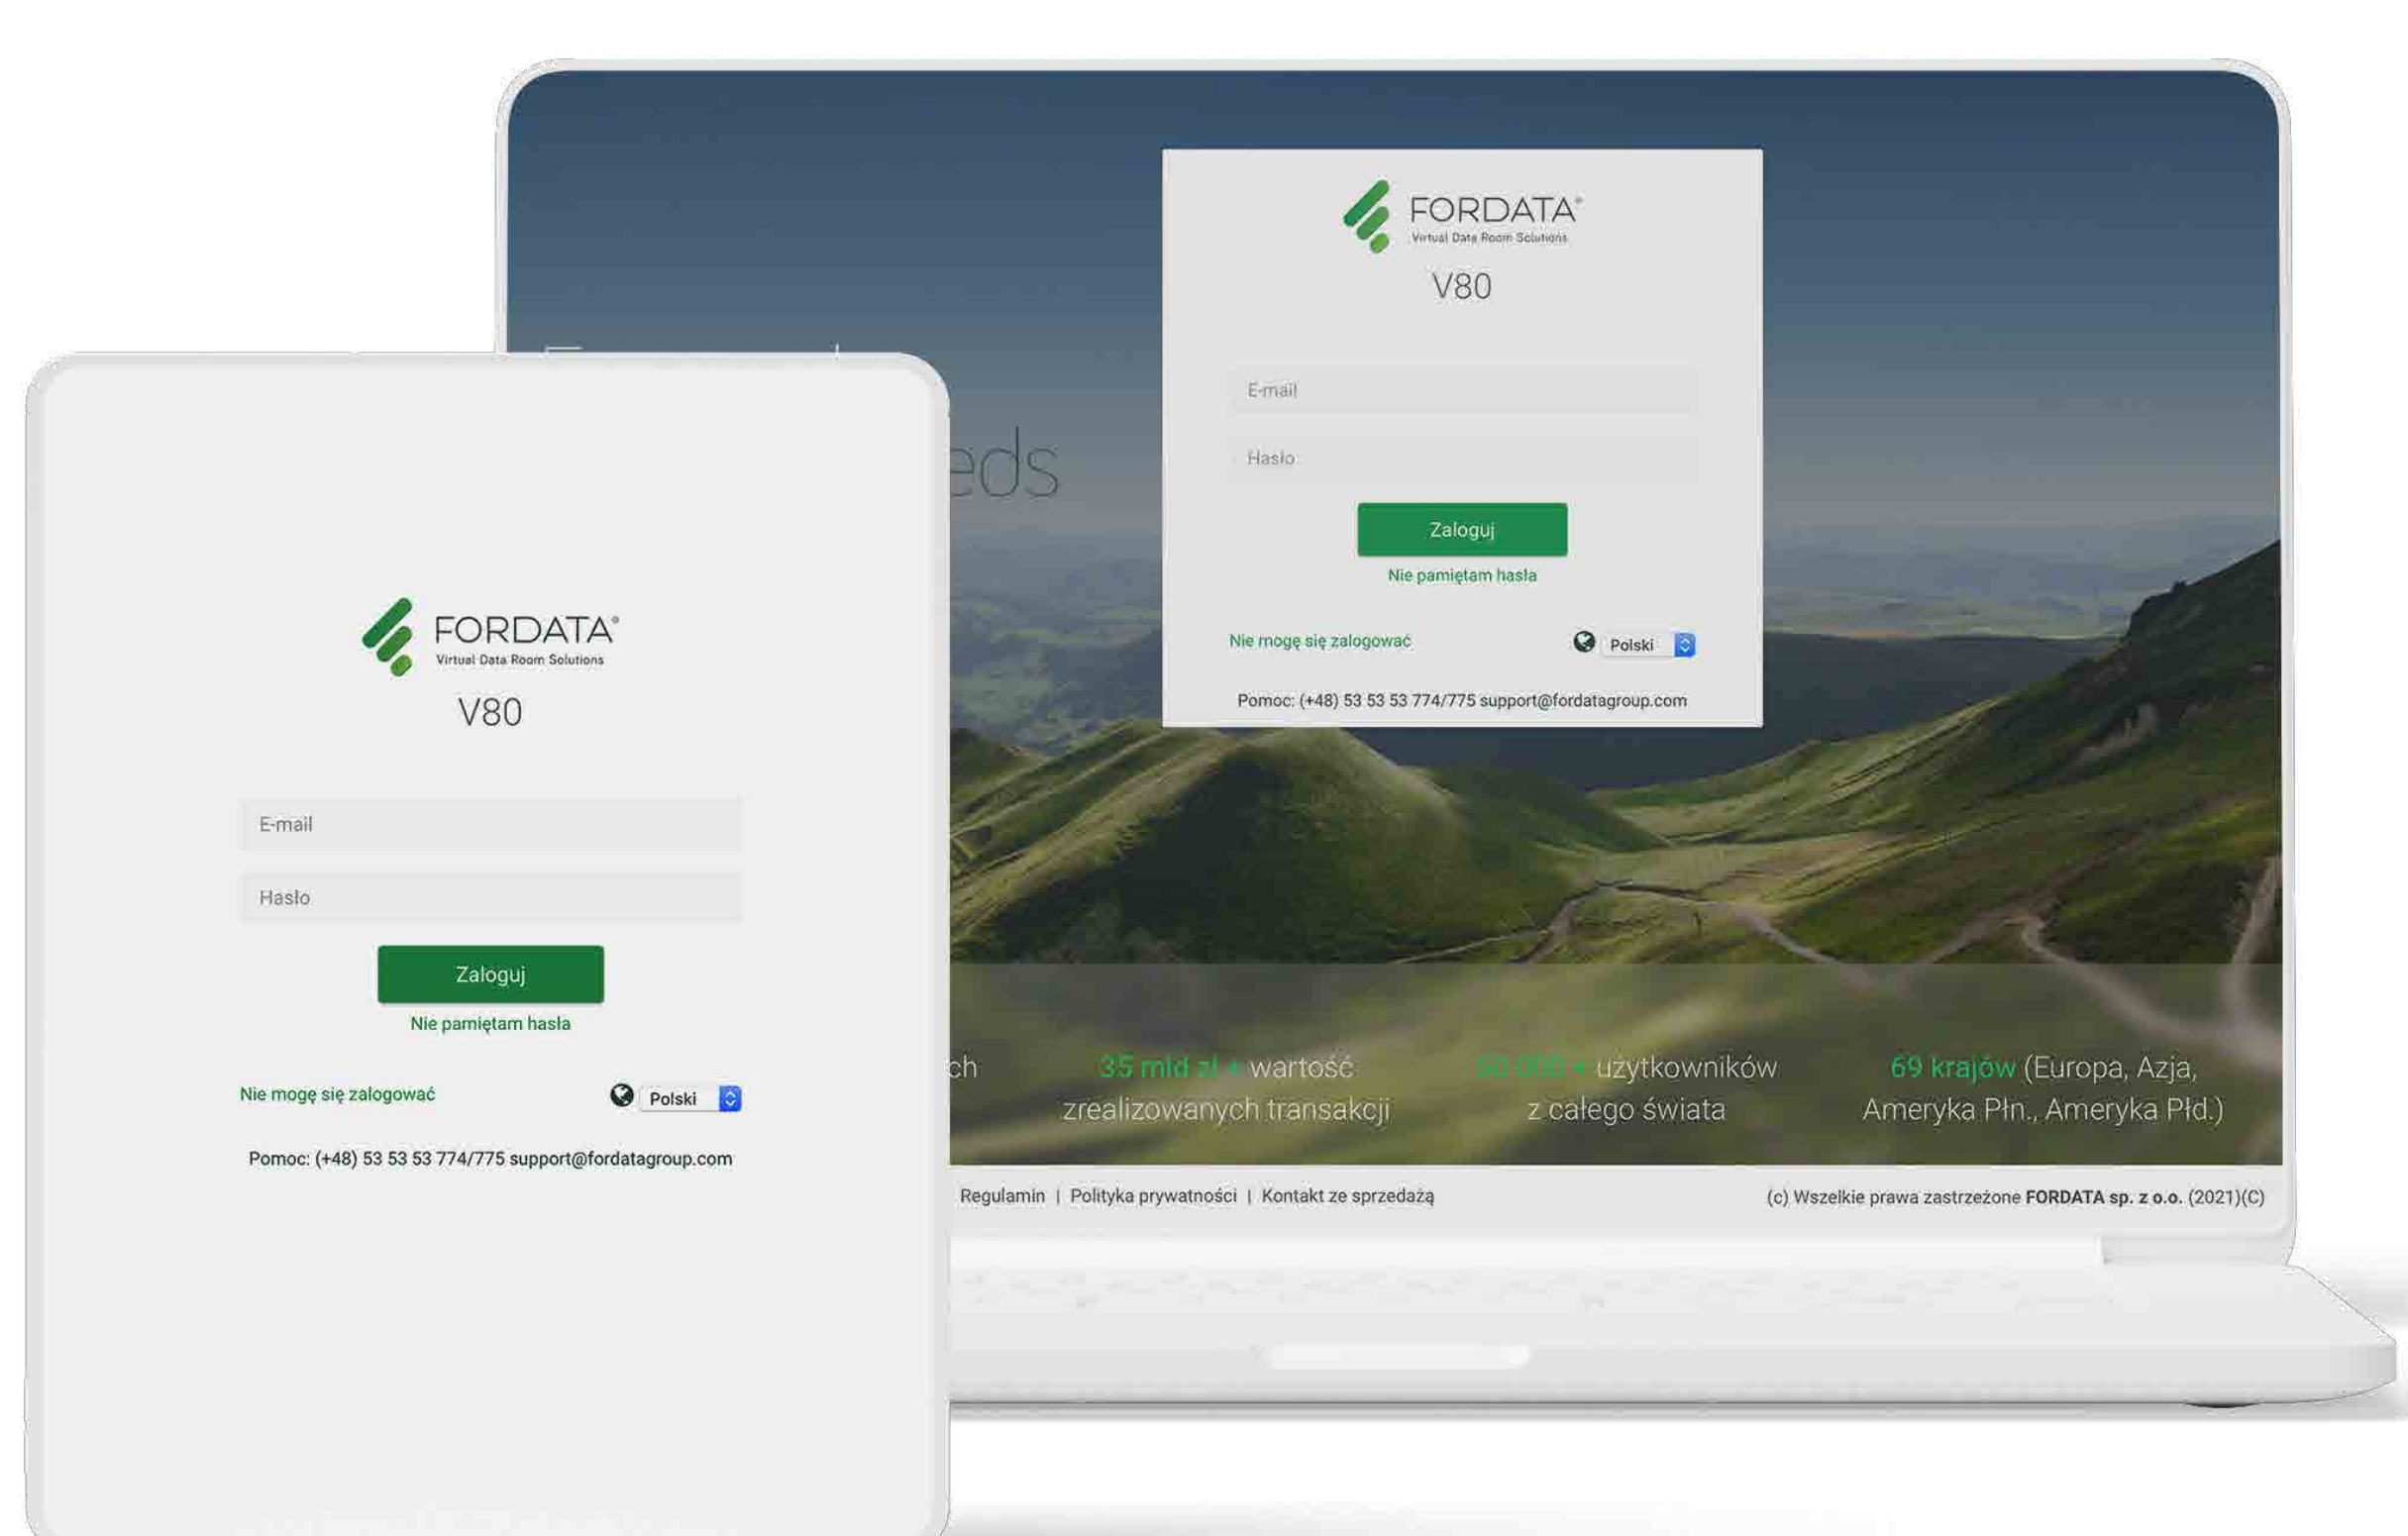 FORDATA®
Virtual Data Room Solutions
V80
E-mail
Hasło
Zaloguj
Nie pamiętam hasła
Nie mogę się zalogować
Polski
Pomoc: (+48) 53 53 53 774/775 support@fordatagroup.com
eds
ch
35 mld zł + wartość
zrealizowanych transakcji
50 000 + użytkowników
z całego świata
69 krajów (Europa, Azja,
Ameryka Płn., Ameryka Płd.)
Regulamin | Polityka prywatności | Kontakt ze sprzedażą
(c) Wszelkie prawa zastrzeżone FORDATA sp. z o.o. (2021)(C)
FORDATA®
Virtual Data Room Solutions
V80
E-mail
Hasło
Zaloguj
Nie pamiętam hasła
Nie mogę się zalogować
Polski
Pomoc: (+48) 53 53 53 774/775 support@fordatagroup.com